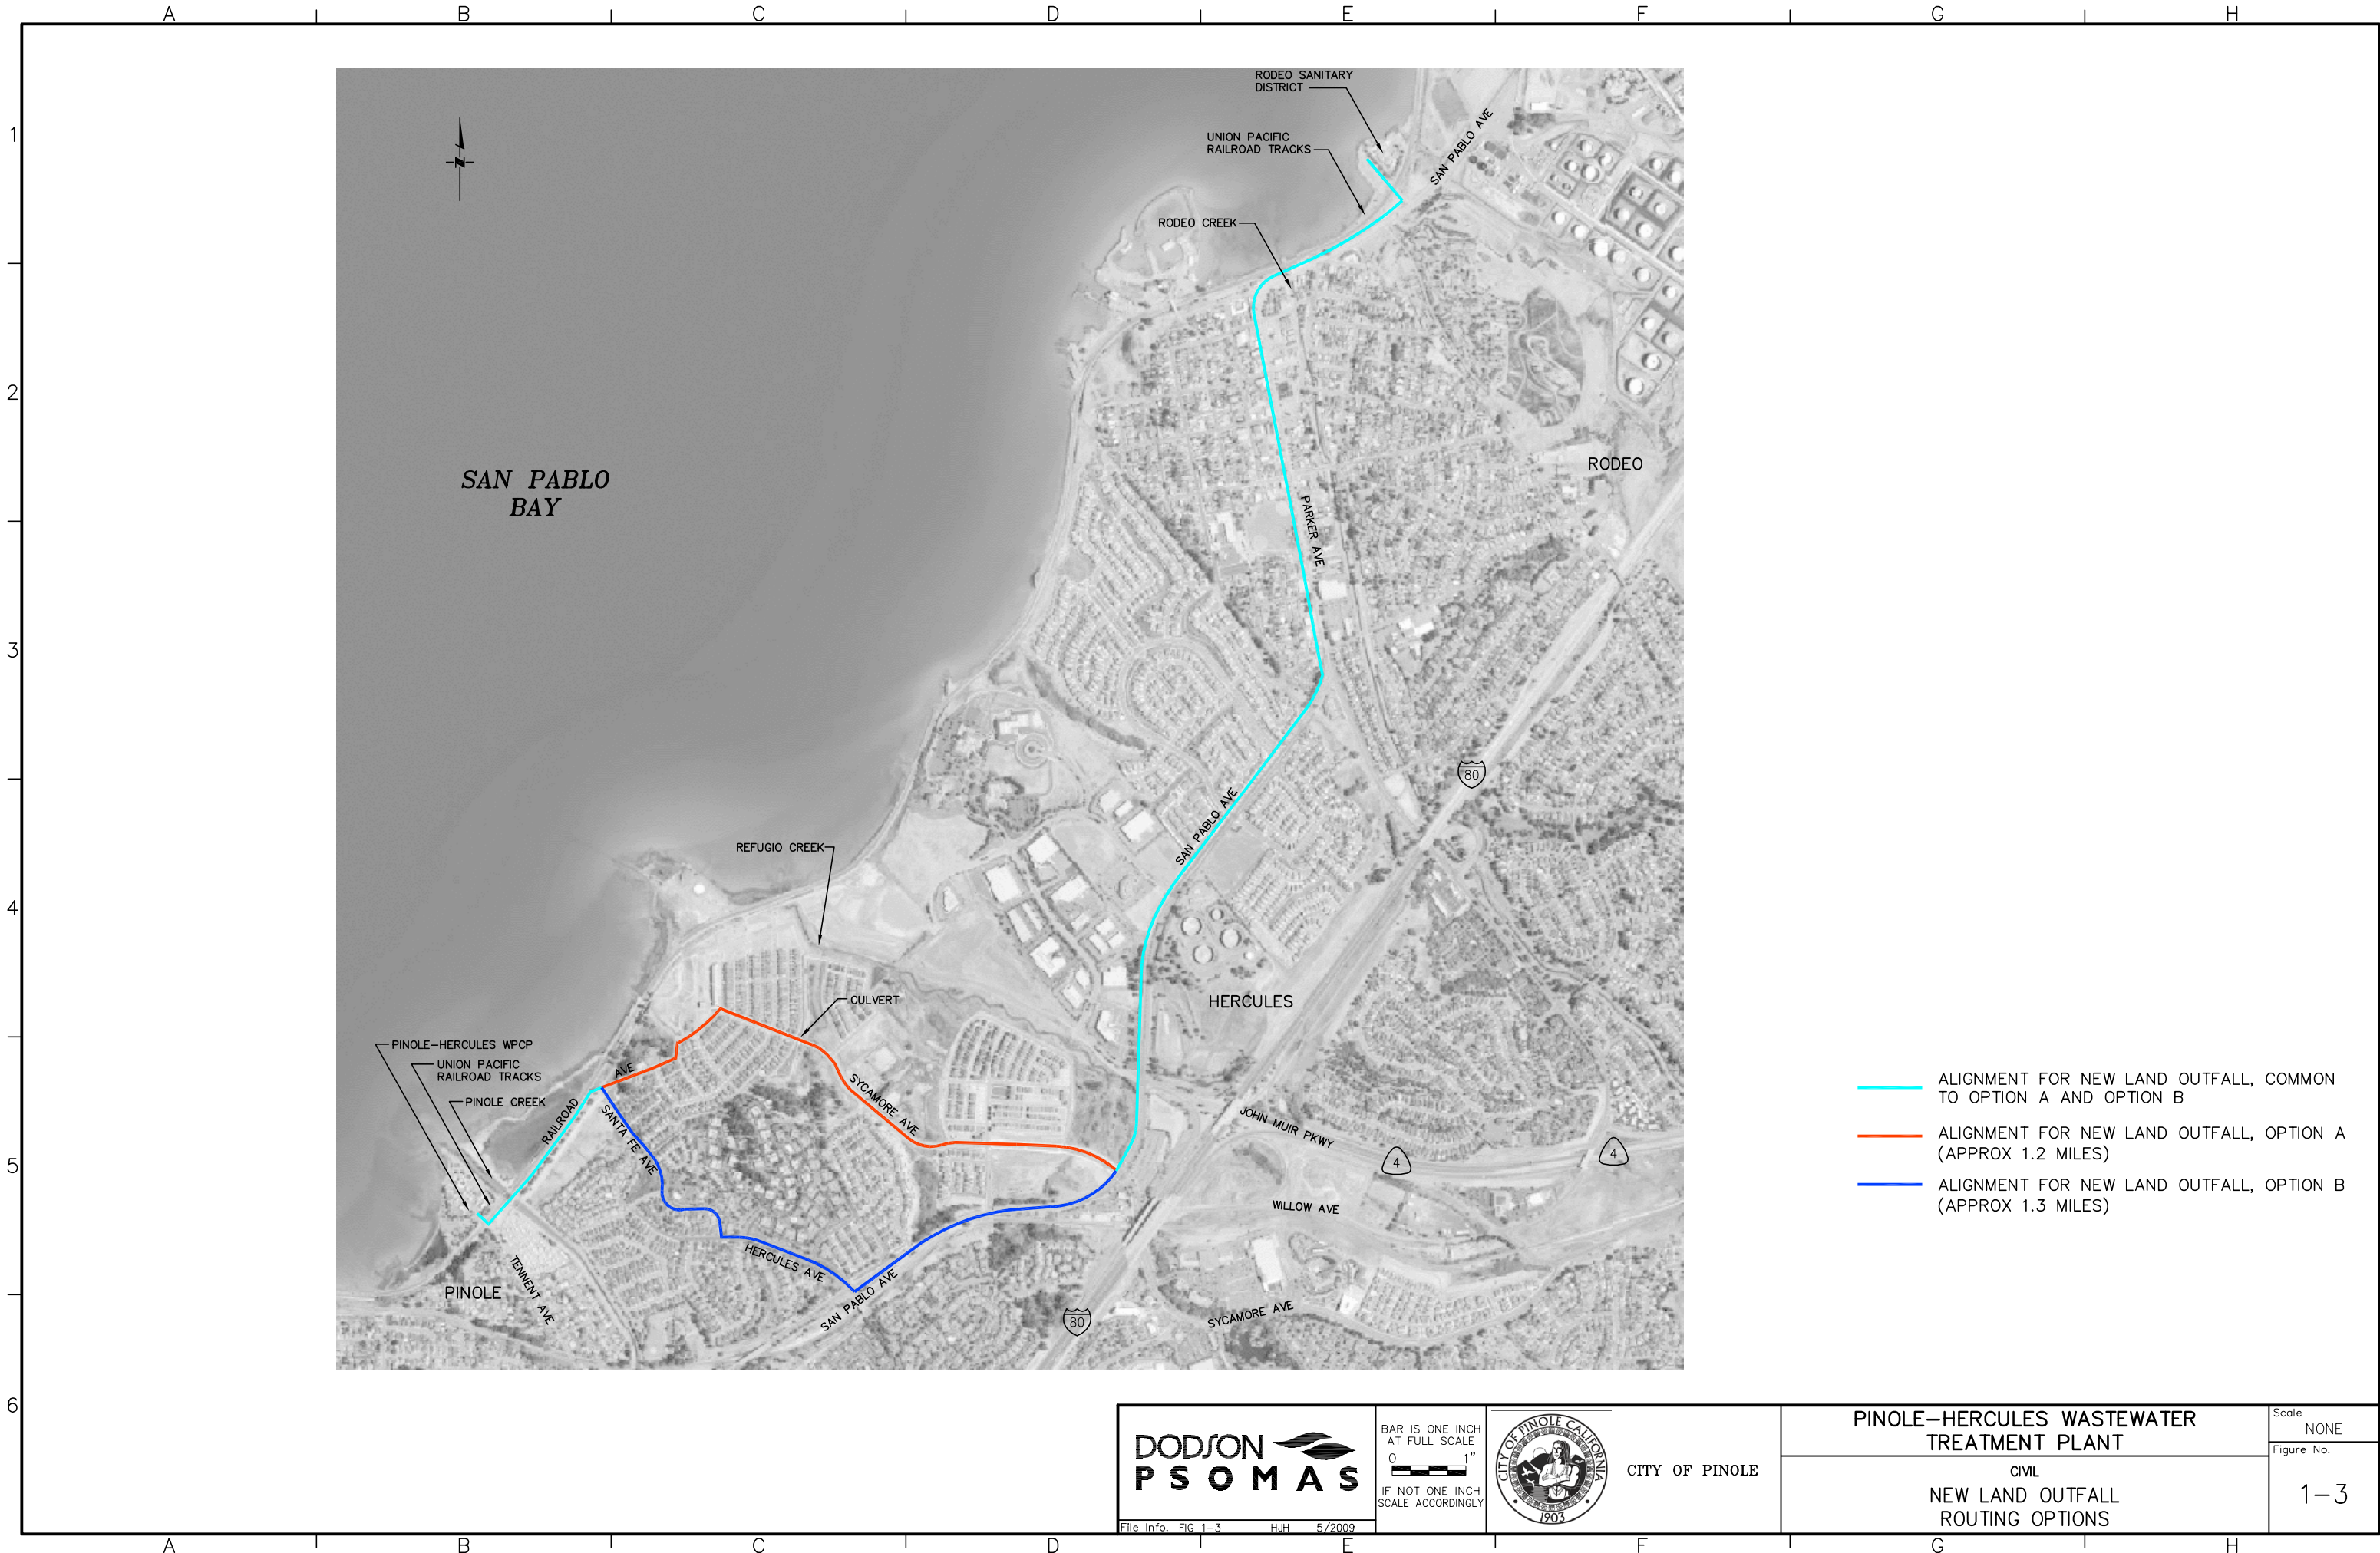 A B C D E F G H
1
2
3
4
5
6
RODEO SANITARY
DISTRICT
UNION PACIFIC
RAILROAD TRACKS
SAN PABLO AVE
N
RODEO CREEK
SAN PABLO
BAY
RODEO
PARKER AVE
80
SAN PABLO AVE
REFUGIO CREEK
HERCULES
CULVERT
PINOLE-HERCULES WPCP
UNION PACIFIC
RAILROAD TRACKS
PINOLE CREEK
RAILROAD
AVE
SANTA FE AVE
SYCAMORE AVE
JOHN MUIR PKWY
4
4
WILLOW AVE
HERCULES AVE
TENNENT AVE
PINOLE
SAN PABLO AVE
80
SYCAMORE AVE
ALIGNMENT FOR NEW LAND OUTFALL, COMMON
TO OPTION A AND OPTION B
ALIGNMENT FOR NEW LAND OUTFALL, OPTION A
(APPROX 1.2 MILES)
ALIGNMENT FOR NEW LAND OUTFALL, OPTION B
(APPROX 1.3 MILES)
DODSON
PSOMAS
File Info. FIG_1-3 HJH 5/2009
BAR IS ONE INCH
AT FULL SCALE
0 1"
IF NOT ONE INCH
SCALE ACCORDINGLY
CITY OF PINOLE CALIFORNIA
1903
CITY OF PINOLE
PINOLE-HERCULES WASTEWATER
TREATMENT PLANT
CIVIL
NEW LAND OUTFALL
ROUTING OPTIONS
Scale
NONE
Figure No.
1-3
A B C D E F G H